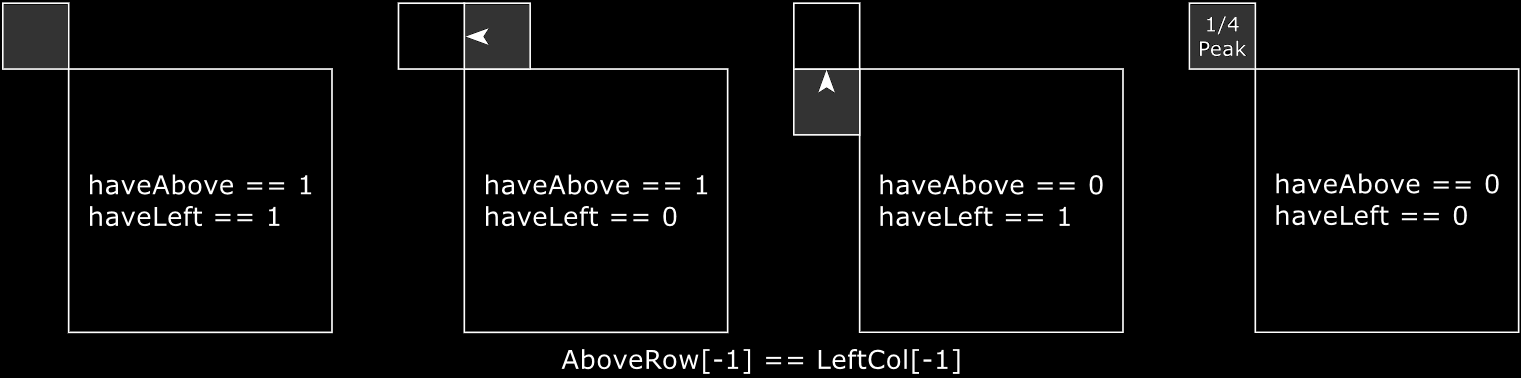 haveAbove == 1
haveLeft == 1
haveAbove == 1
haveLeft == 0
haveAbove == 0
haveLeft == 1
1/4
Peak
haveAbove == 0
haveLeft == 0
AboveRow[-1] == LeftCol[-1]